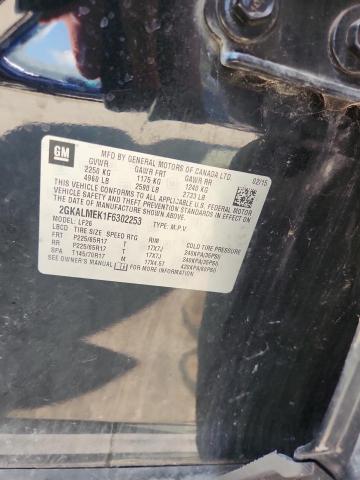 GM
MFD BY GENERAL MOTORS OF CANADA LTD.
GVWR GAWR FRT GAWR RR 02/15
2250 KG 1175 KG 1240 KG
4960 LB 2590 LB 2733 LB
THIS VEHICLE CONFORMS TO ALL APPLICABLE U.S. FEDERAL MOTOR
VEHICLE SAFETY AND THEFT PREVENTION STANDARDS IN EFFECT
ON THE DATE OF MANUFACTURE SHOWN ABOVE.
2GKALMEK1F6302253 TYPE: M.P.V
MODEL: LF26
LBCD TIRE SIZE SPEED RTG RIM COLD TIRE PRESSURE
FRT P225/65R17 T 17X7J 240KPA/35PSI
RR P225/65R17 T 17X7J 240KPA/35PSI
SPA T145/70R17 M 17X4.5T 420KPA/60PSI
SEE OWNER'S MANUAL FOR ADDITIONAL INFORMATION